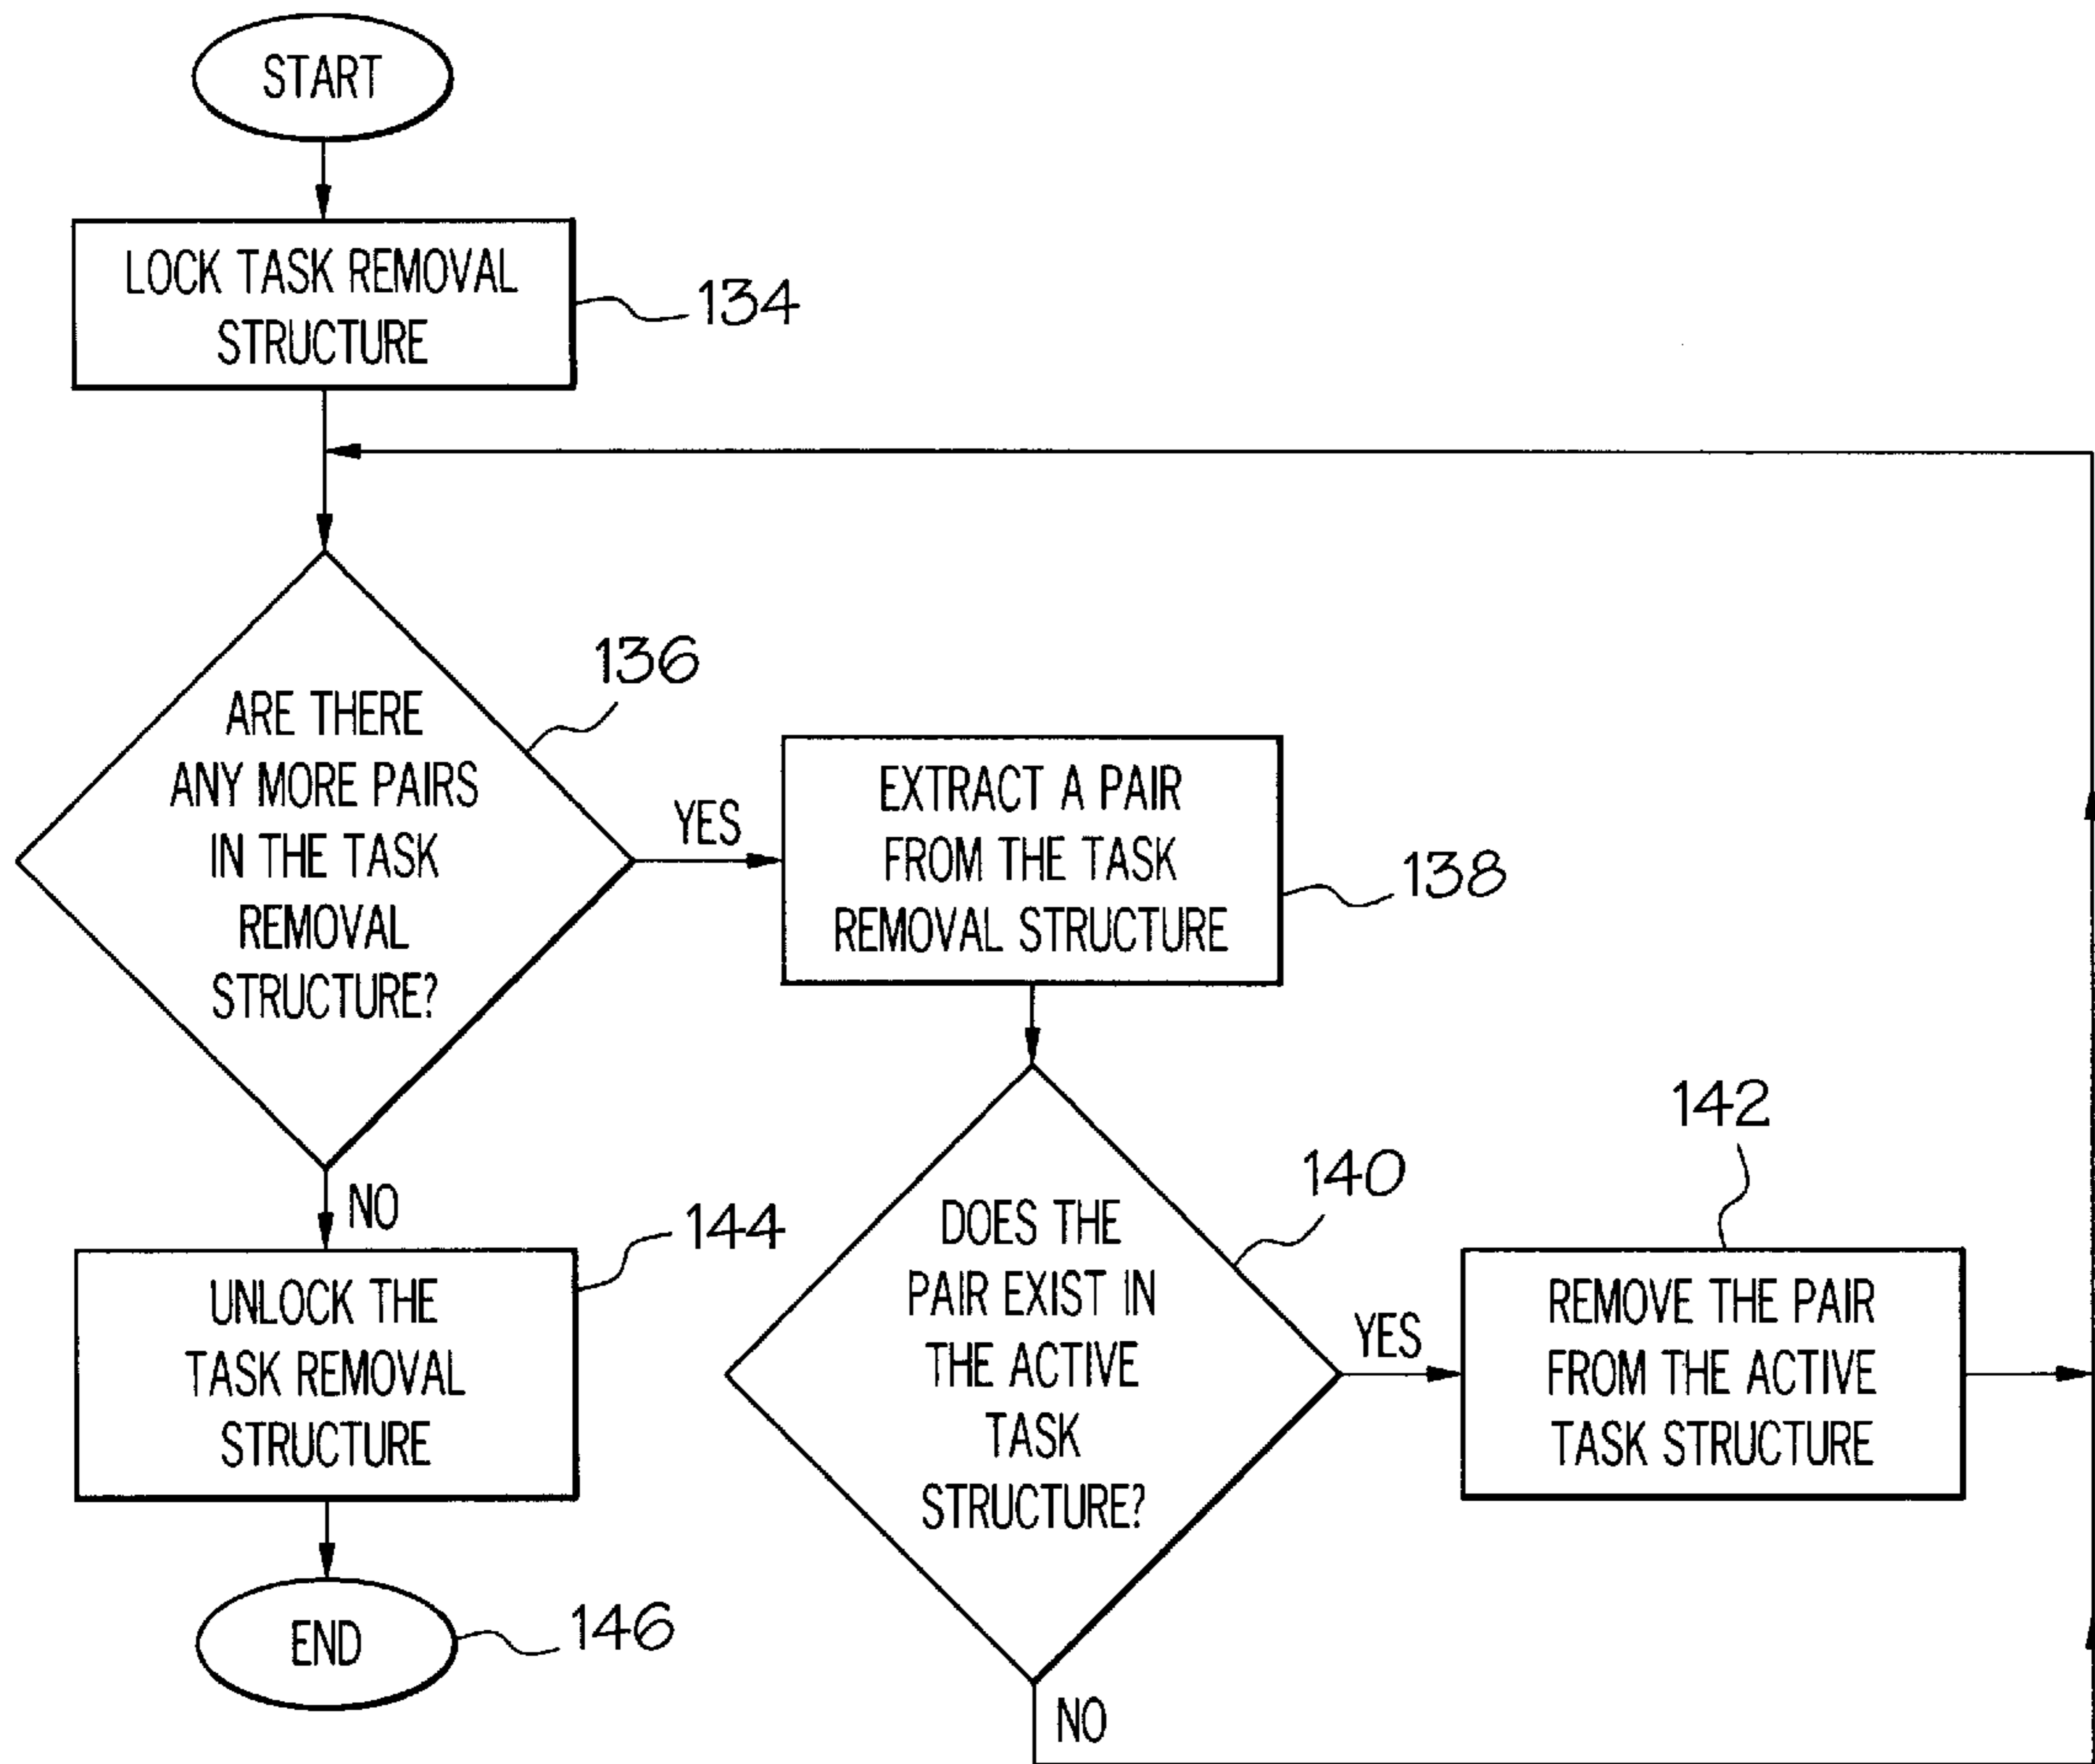 START
LOCK TASK REMOVAL
STRUCTURE
134
136
ARE THERE
ANY MORE PAIRS
IN THE TASK
REMOVAL
STRUCTURE?
YES
EXTRACT A PAIR
FROM THE TASK
REMOVAL STRUCTURE
138
NO
144
UNLOCK THE
TASK REMOVAL
STRUCTURE
END
146
140
DOES THE
PAIR EXIST IN
THE ACTIVE
TASK
STRUCTURE?
YES
142
REMOVE THE PAIR
FROM THE ACTIVE
TASK STRUCTURE
NO